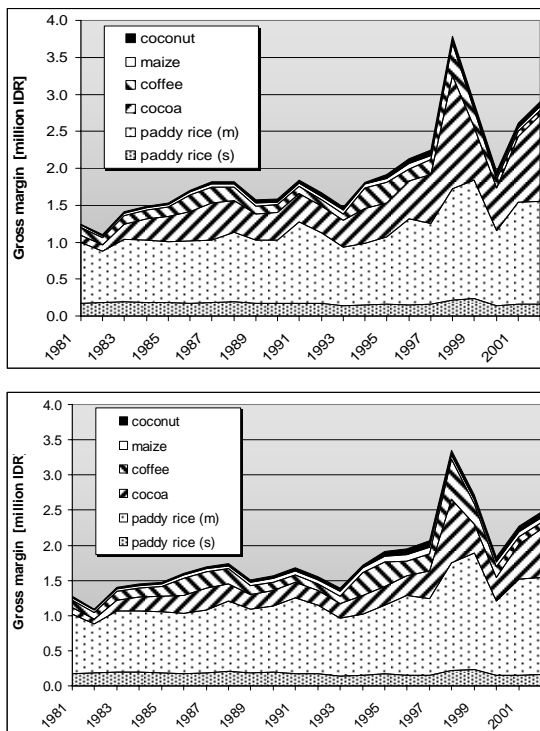 4.0
3.5
3.0
2.5
2.0
1.5
1.0
0.5
0.0
Gross margin [million IDR]
coconut
maize
coffee
cocoa
paddy rice (m)
paddy rice (s)
1981
1983
1985
1987
1989
1991
1993
1995
1997
1999
2001
4.0
3.5
3.0
2.5
2.0
1.5
1.0
0.5
0.0
Gross margin [million IDR]
coconut
maize
coffee
cocoa
paddy rice (m)
paddy rice (s)
1981
1983
1985
1987
1989
1991
1993
1995
1997
1999
2001